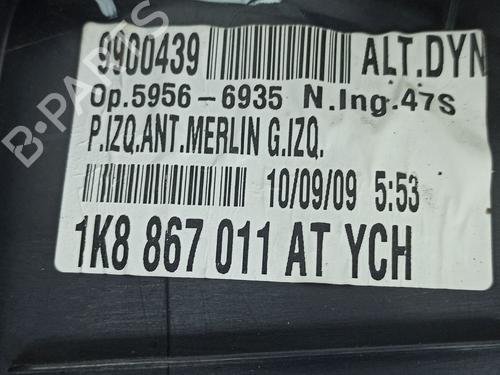 9900439 ALT.DYN
Op.5956-6935 N.Ing.47S
P.IZQ.ANT.MERLIN G.IZQ.
10/09/09 5:53
1K8 867 011 AT YCH
B-PARTS